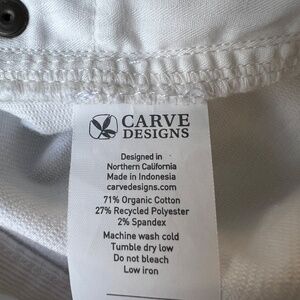 CARVE
DESIGNS
Designed in
Northern California
Made in Indonesia
carvedesigns.com
71% Organic Cotton
27% Recycled Polyester
2% Spandex
Machine wash cold
Tumble dry low
Do not bleach
Low iron